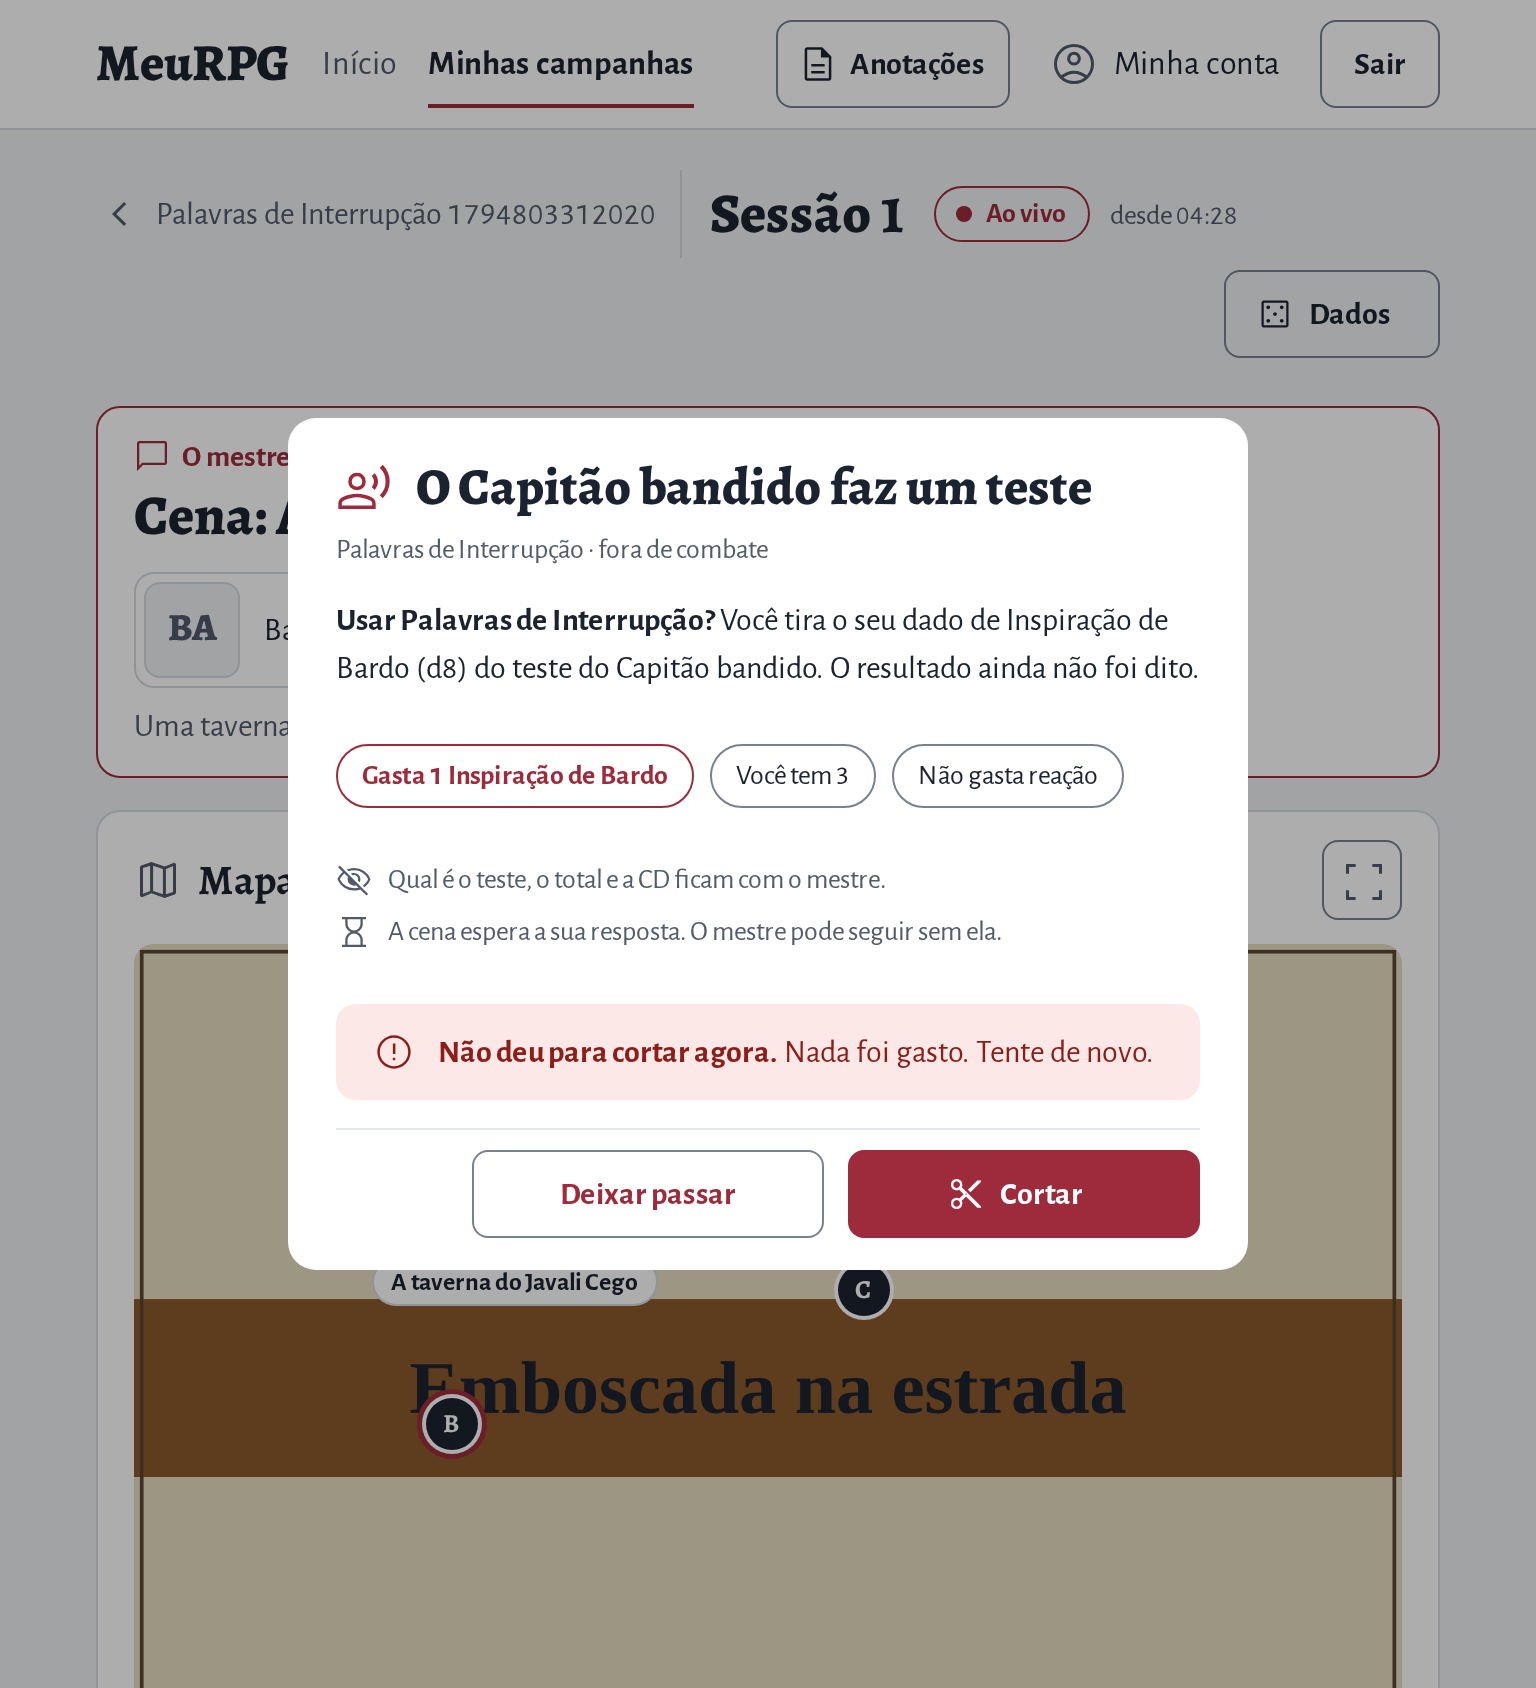 MeuRPG Início Minhas campanhas Anotações Minha conta Sair
Palavras de Interrupção 1794803312020 Sessão 1 Ao vivo desde 04:28
Dados
O mestre
Cena:
BA
Uma taverna
Mapa
O Capitão bandido faz um teste
Palavras de Interrupção · fora de combate
Usar Palavras de Interrupção? Você tira o seu dado de Inspiração de
Bardo (d8) do teste do Capitão bandido. O resultado ainda não foi dito.
Gasta 1 Inspiração de Bardo Você tem 3 Não gasta reação
Qual é o teste, o total e a CD ficam com o mestre.
A cena espera a sua resposta. O mestre pode seguir sem ela.
Não deu para cortar agora. Nada foi gasto. Tente de novo.
Deixar passar Cortar
A taverna do Javali Cego
C
Emboscada na estrada
B